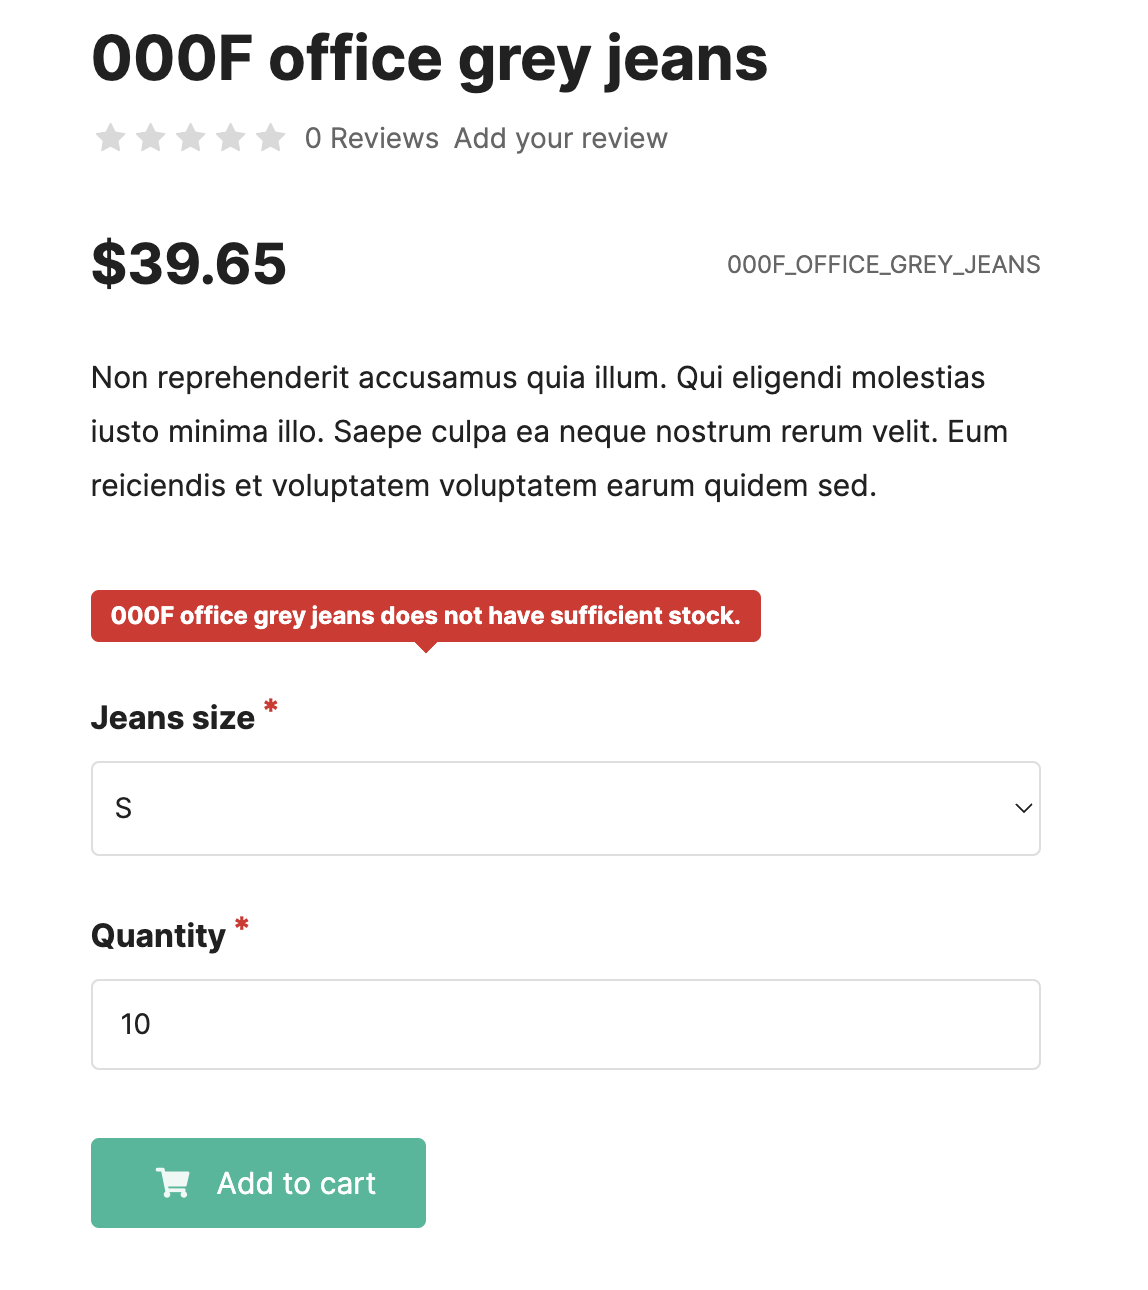 000F office grey jeans
0 Reviews Add your review
$39.65
000F_OFFICE_GREY_JEANS
Non reprehenderit accusamus quia illum. Qui eligendi molestias
iusto minima illo. Saepe culpa ea neque nostrum rerum velit. Eum
reiciendis et voluptatem voluptatem earum quidem sed.
000F office grey jeans does not have sufficient stock.
Jeans size *
S
Quantity *
10
Add to cart